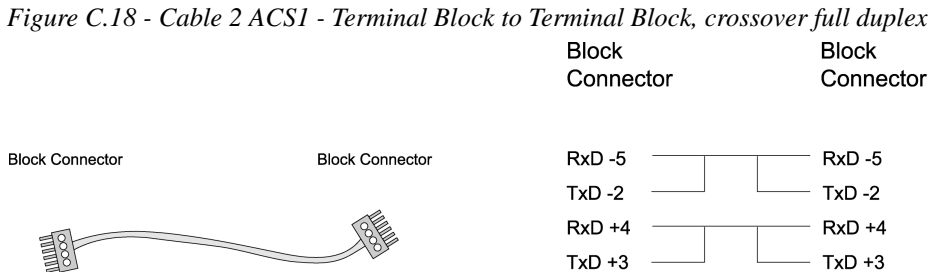 Figure C.18 - Cable 2 ACS1 - Terminal Block to Terminal Block, crossover full duplex
Block Connector
Block Connector
Block
Connector
Block
Connector
RxD -5
RxD -5
TxD -2
TxD -2
RxD +4
RxD +4
TxD +3
TxD +3